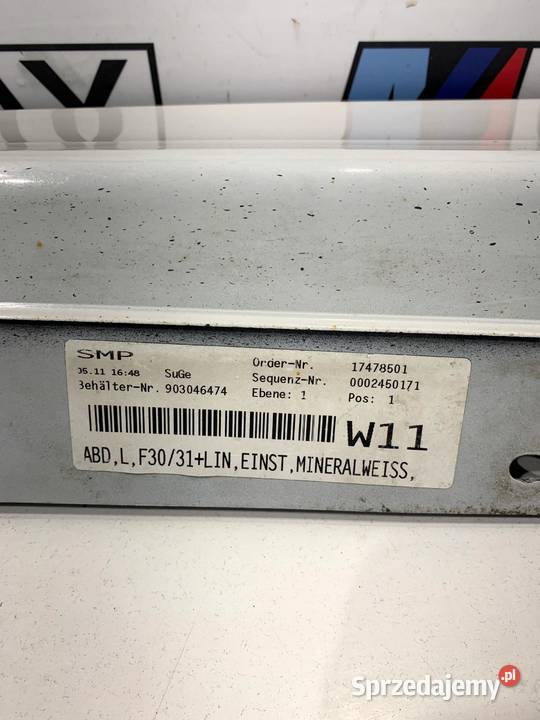 SMP
05.11 16:48 SuGe Order-Nr. 17478501
Behälter-Nr. 903046474 Sequenz-Nr. 0002450171
Ebene: 1 Pos: 1
W11
ABD,L,F30/31+LIN,EINST,MINERALWEISS,
Sprzedajemy.pl